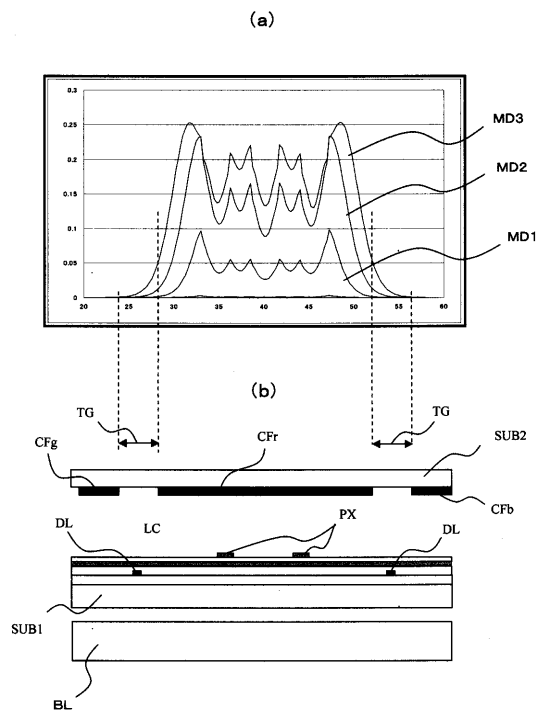 (a)
0.3
0.25
MD3
0.2
MD2
0.15
0.1
MD1
0.05
0
20 25 30 35 40 45 50 55 60
(b)
TG TG
SUB2
CFg CFr
CFb
DL LC PX DL
SUB1
BL